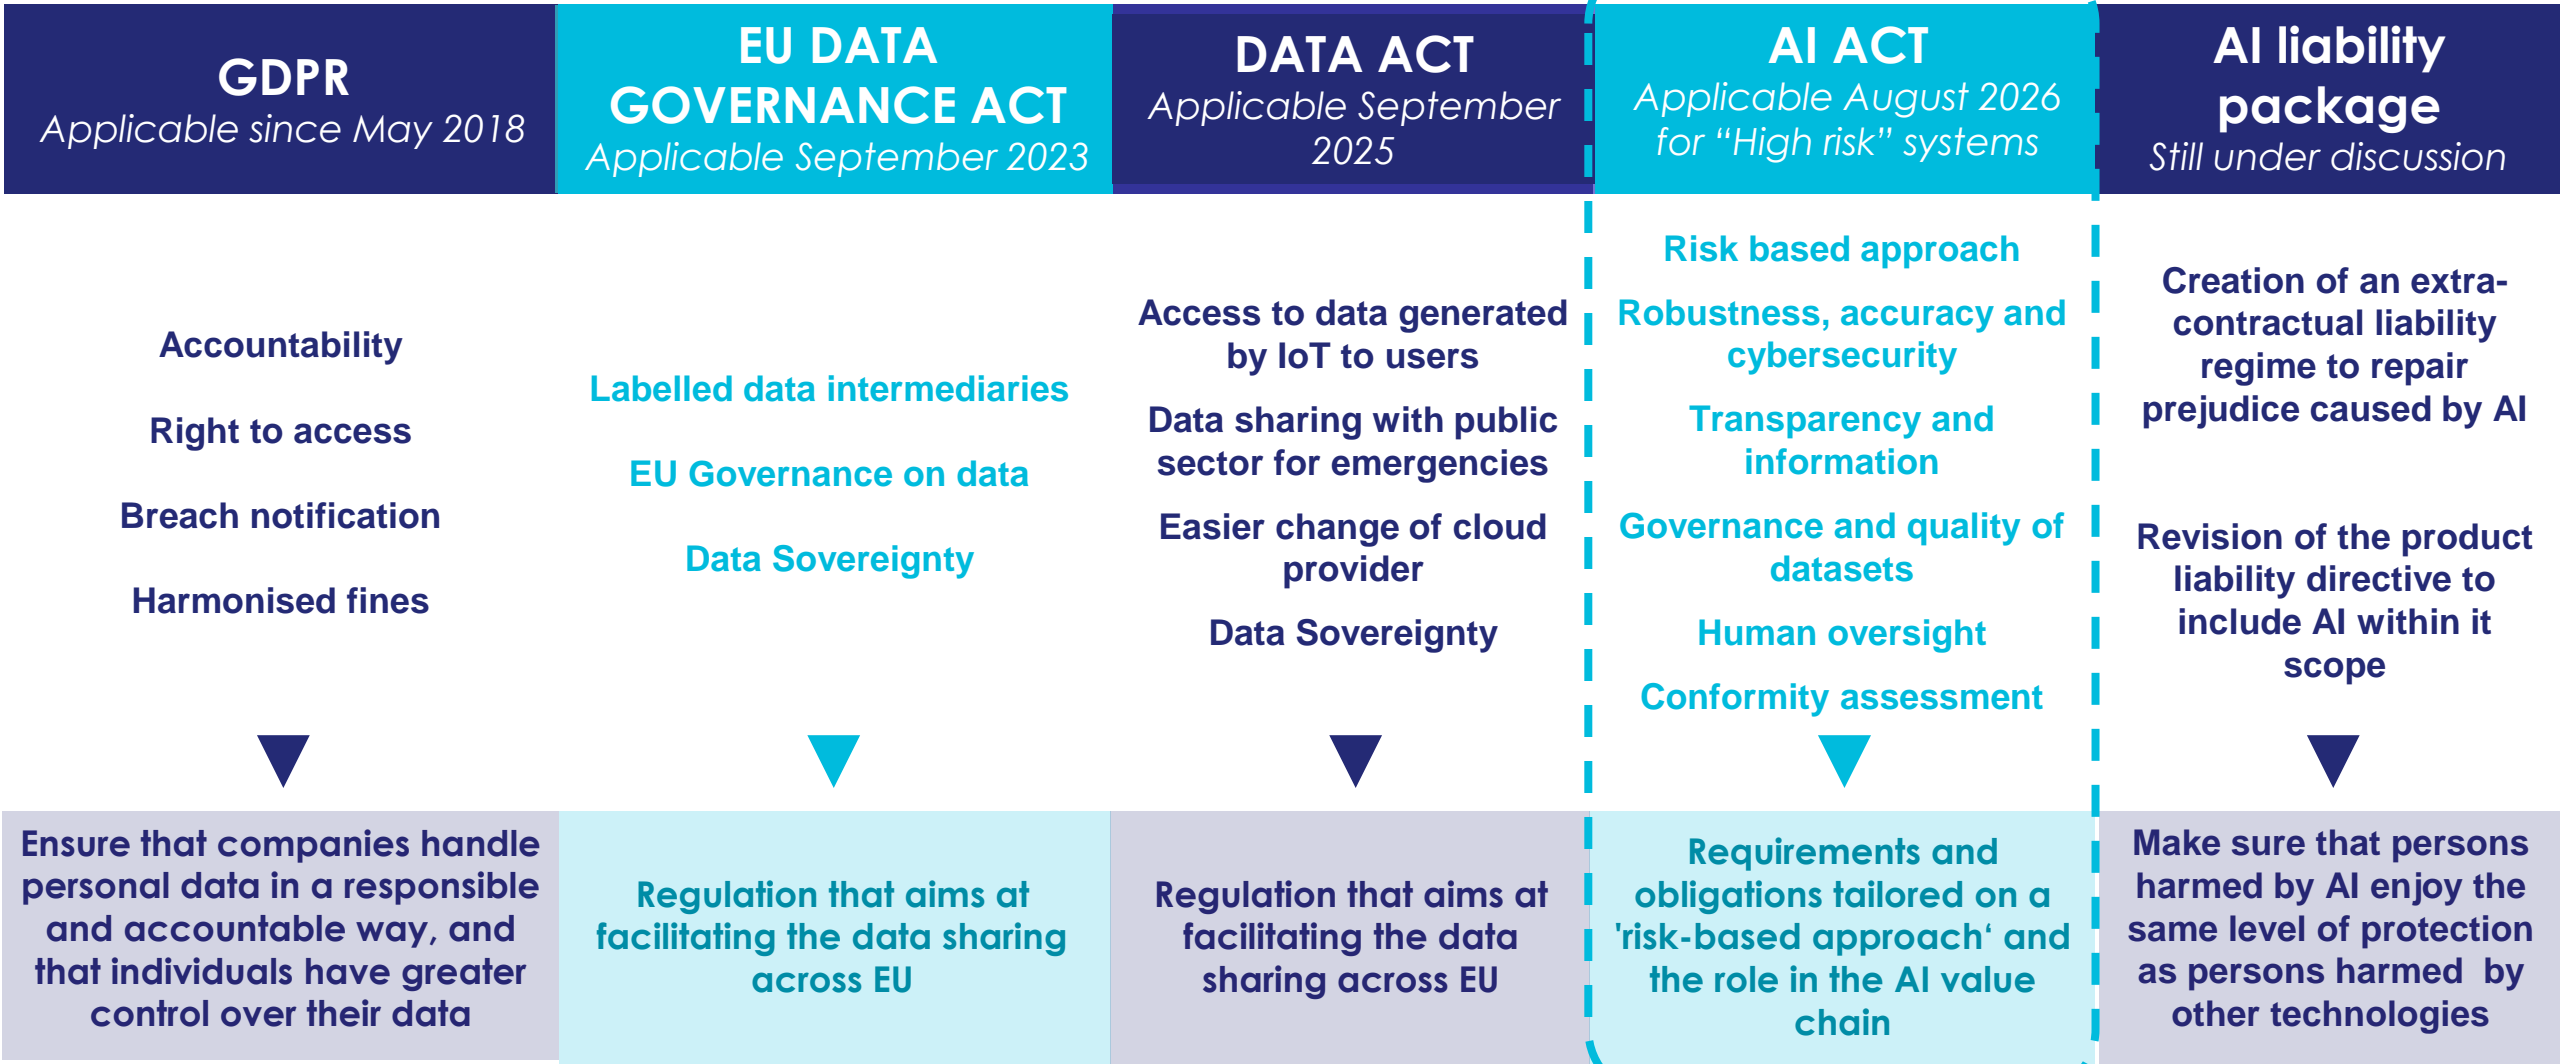 GDPR
Applicable since May 2018
EU DATA
GOVERNANCE ACT
Applicable September 2023
DATA ACT
Applicable September
2025
AI ACT
Applicable August 2026
for “High risk” systems
AI liability
package
Still under discussion
Accountability
Right to access
Breach notification
Harmonised fines
Labelled data intermediaries
EU Governance on data
Data Sovereignty
Access to data generated
by IoT to users
Data sharing with public
sector for emergencies
Easier change of cloud
provider
Data Sovereignty
Risk based approach
Robustness, accuracy and
cybersecurity
Transparency and
information
Governance and quality of
datasets
Human oversight
Conformity assessment
Creation of an extra-
contractual liability
regime to repair
prejudice caused by AI
Revision of the product
liability directive to
include AI within it
scope
Ensure that companies handle
personal data in a responsible
and accountable way, and
that individuals have greater
control over their data
Regulation that aims at
facilitating the data sharing
across EU
Regulation that aims at
facilitating the data
sharing across EU
Requirements and
obligations tailored on a
'risk-based approach‘ and
the role in the AI value
chain
Make sure that persons
harmed by AI enjoy the
same level of protection
as persons harmed  by
other technologies